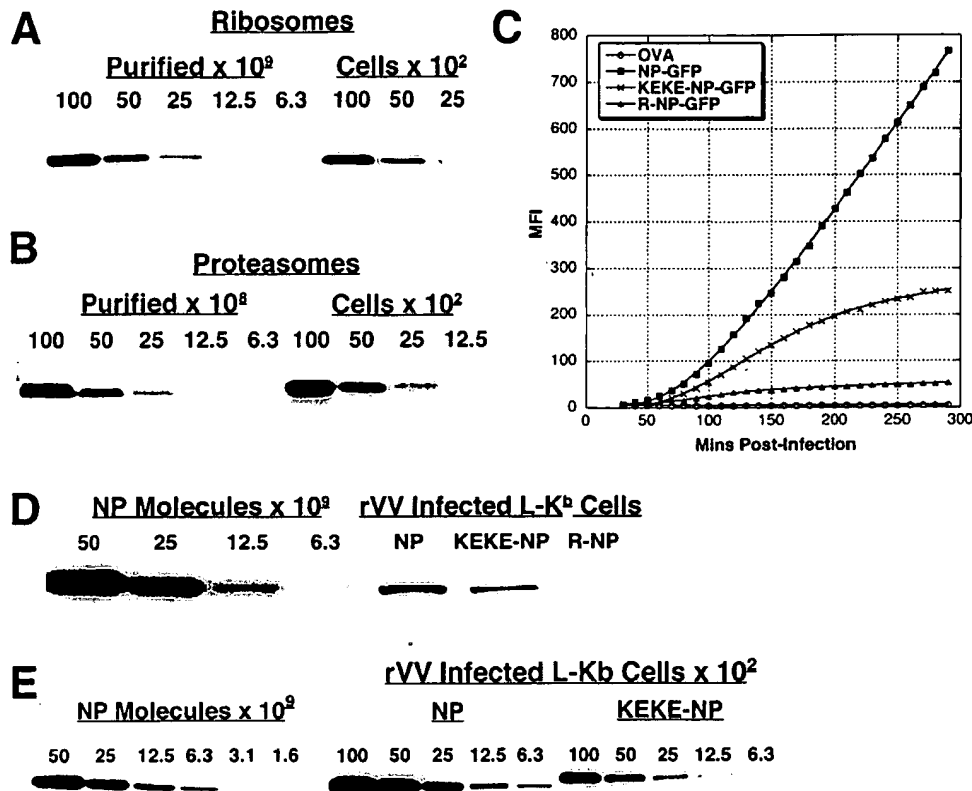 A
Ribosomes
Purified x 10⁹
Cells x 10²
100 50 25 12.5 6.3
100 50 25
B
Proteasomes
Purified x 10⁸
Cells x 10²
100 50 25 12.5 6.3
100 50 25 12.5
C
800
700
600
500
400
300
200
100
0
MFI
OVA
NP-GFP
KEKE-NP-GFP
R-NP-GFP
0 50 100 150 200 250 300
Mins Post-Infection
D
NP Molecules x 10⁹
rVV Infected L-Kᵇ Cells
50 25 12.5 6.3
NP KEKE-NP R-NP
E
rVV Infected L-Kb Cells x 10²
NP Molecules x 10⁹
NP
KEKE-NP
50 25 12.5 6.3 3.1 1.6
100 50 25 12.5 6.3
100 50 25 12.5 6.3